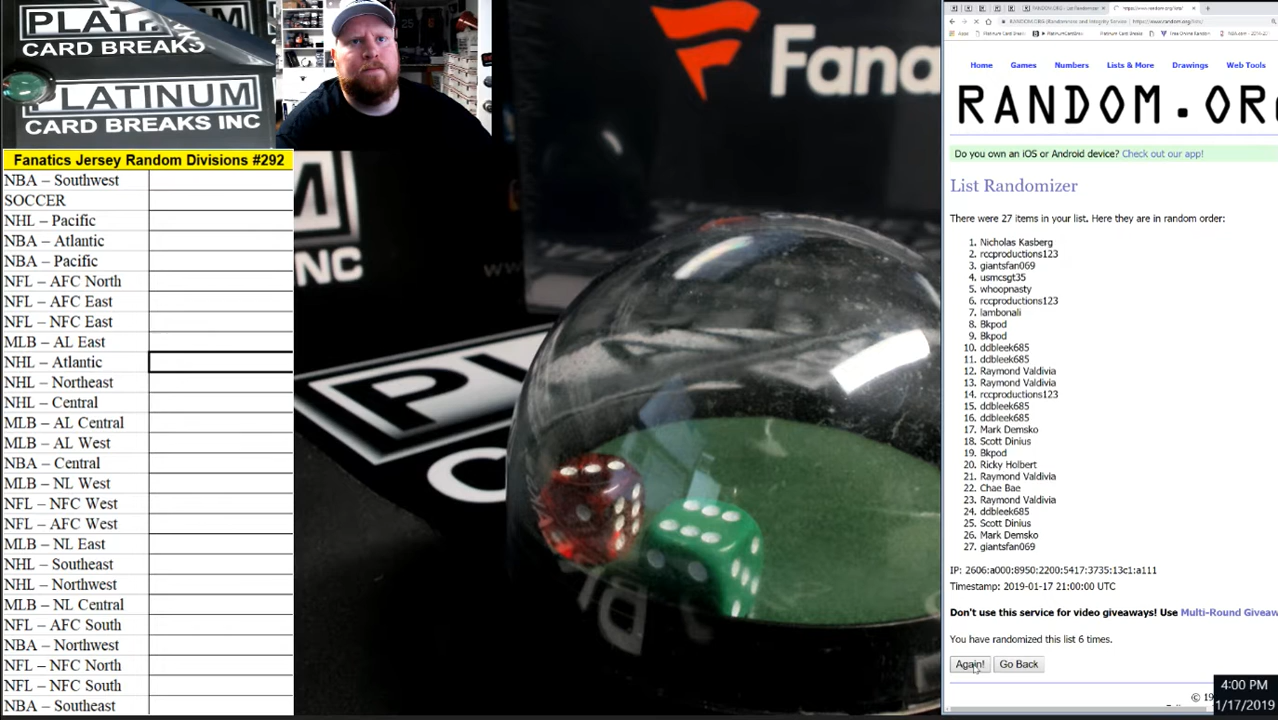 PLATINUM
CARD BREAKS
PLATINUM
CARD BREAKS INC
Fanatics Jersey Random Divisions #292
NBA – Southwest
SOCCER
NHL – Pacific
NBA – Atlantic
NBA – Pacific
NFL – AFC North
NFL – AFC East
NFL – NFC East
MLB – AL East
NHL – Atlantic
NHL – Northeast
NHL – Central
MLB – AL Central
MLB – AL West
NBA – Central
MLB – NL West
NFL – NFC West
NFL – AFC West
MLB – NL East
NHL – Southeast
NHL – Northwest
MLB – NL Central
NFL – AFC South
NBA – Northwest
NFL – NFC North
NFL – NFC South
NBA – Southeast
Fana
NC
PL
C
Home Games Numbers Lists & More Drawings Web Tools
RANDOM.OR
Do you own an iOS or Android device? Check out our app!
List Randomizer
There were 27 items in your list. Here they are in random order:
1. Nicholas Kasberg
2. rccproductions123
3. giantsfan069
4. usmcsgt35
5. whoopnasty
6. rccproductions123
7. lambonali
8. Bkpod
9. Bkpod
10. ddbleek685
11. ddbleek685
12. Raymond Valdivia
13. Raymond Valdivia
14. rccproductions123
15. ddbleek685
16. ddbleek685
17. Mark Demsko
18. Scott Dinius
19. Bkpod
20. Ricky Holbert
21. Raymond Valdivia
22. Chae Bae
23. Raymond Valdivia
24. ddbleek685
25. Scott Dinius
26. Mark Demsko
27. giantsfan069
IP: 2606:a000:8950:2200:5417:3735:13c1:a111
Timestamp: 2019-01-17 21:00:00 UTC
Don't use this service for video giveaways! Use Multi-Round Giveaw
You have randomized this list 6 times.
Again! Go Back
© 19
4:00 PM
1/17/2019